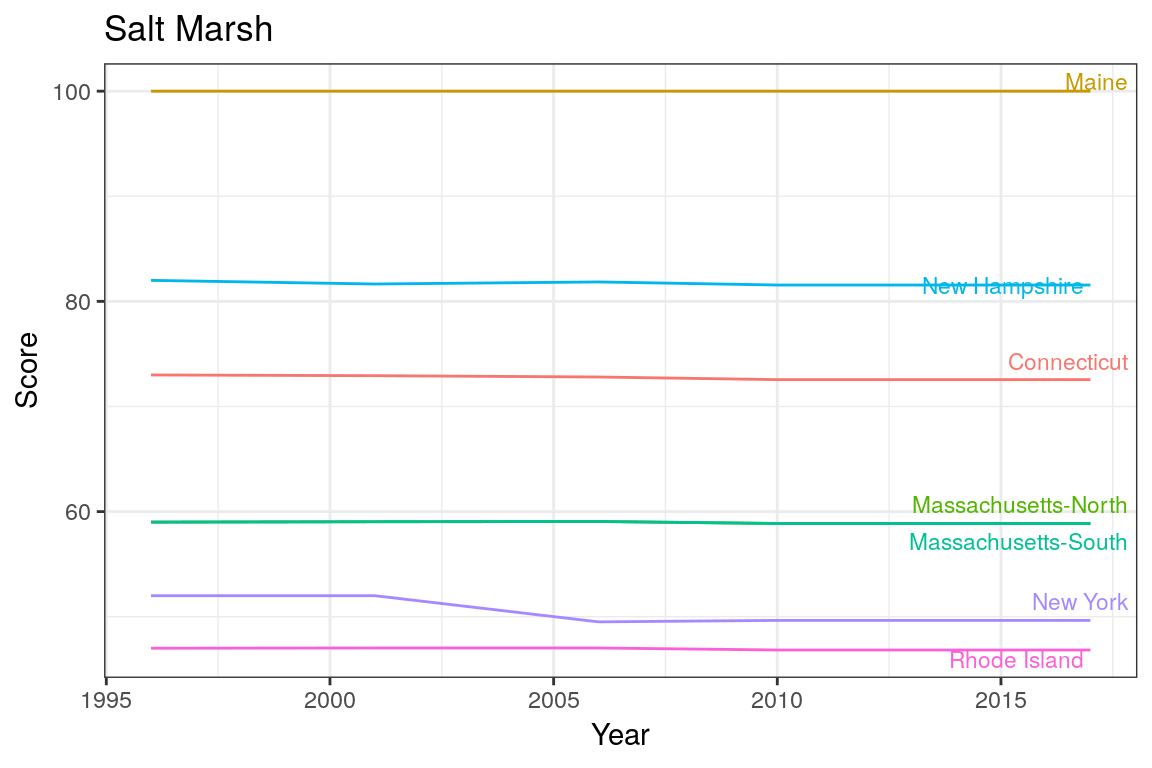 Salt Marsh
Maine
100
New Hampshire
80
Connecticut
Score
Massachusetts-North
60
Massachusetts-South
New York
Rhode Island
1995 2000 2005 2010 2015
Year